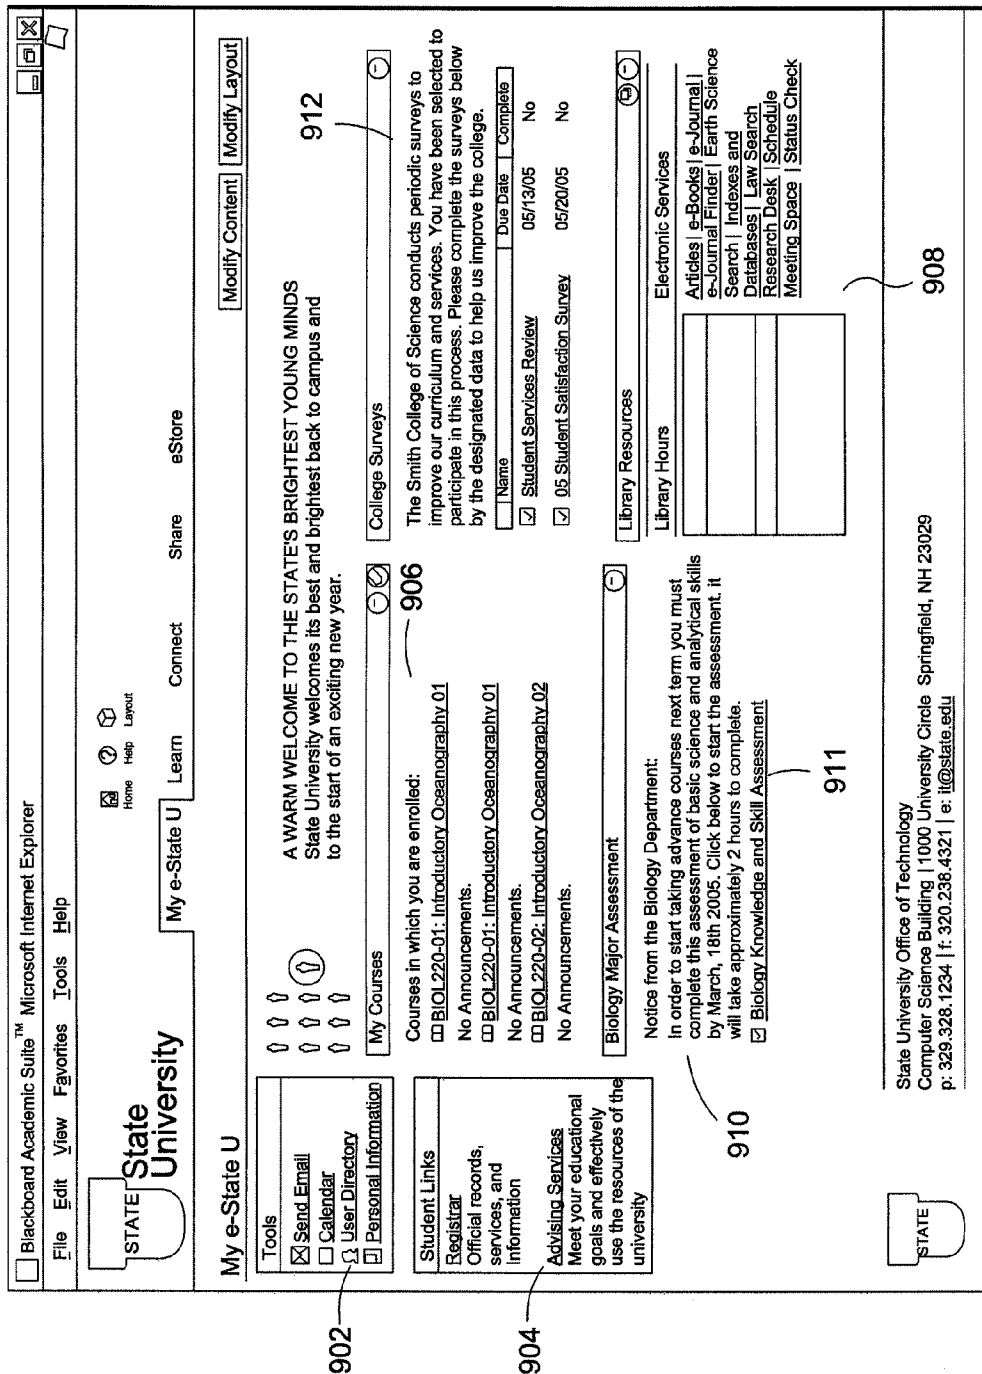 Blackboard Academic Suite™ Microsoft Internet Explorer
File Edit View Favorites Tools Help
STATE
State
University
Home Help Layout
My e-State U Learn Connect Share eStore
My e-State U
Modify Content Modify Layout
Tools
Send Email
Calendar
User Directory
Personal Information
902
Student Links
Registrar
Official records,
services, and
Information
Advising Services
Meet your educational
goals and effectively
use the resources of the
university
904
A WARM WELCOME TO THE STATE'S BRIGHTEST YOUNG MINDS
State University welcomes its best and brightest back to campus and
to the start of an exciting new year.
My Courses
Courses in which you are enrolled:
BIOL220-01: Introductory Oceanography 01
No Announcements.
BIOL220-01: Introductory Oceanography 01
No Announcements.
BIOL220-02: Introductory Oceanography 02
No Announcements.
906
Biology Major Assessment
Notice from the Biology Department:
In order to start taking advance courses next term you must
complete this assessment of basic science and analytical skills
by March, 18th 2005. Click below to start the assessment. it
will take approximately 2 hours to complete.
Biology Knowledge and Skill Assessment
910
911
College Surveys
912
The Smith College of Science conducts periodic surveys to
improve our curriculum and services. You have been selected to
participate in this process. Please complete the surveys below
by the designated data to help us improve the college.
Name Due Date Complete
Student Services Review 05/13/05 No
05 Student Satisfaction Survey 05/20/05 No
Library Resources
Library Hours Electronic Services
Articles | e-Books | e-Journal |
e-Journal Finder | Earth Science
Search | Indexes and
Databases | Law Search
Research Desk | Schedule
Meeting Space | Status Check
908
STATE
State University Office of Technology
Computer Science Building | 1000 University Circle Springfield, NH 23029
p: 329.328.1234 | f: 320.238.4321 | e: it@state.edu